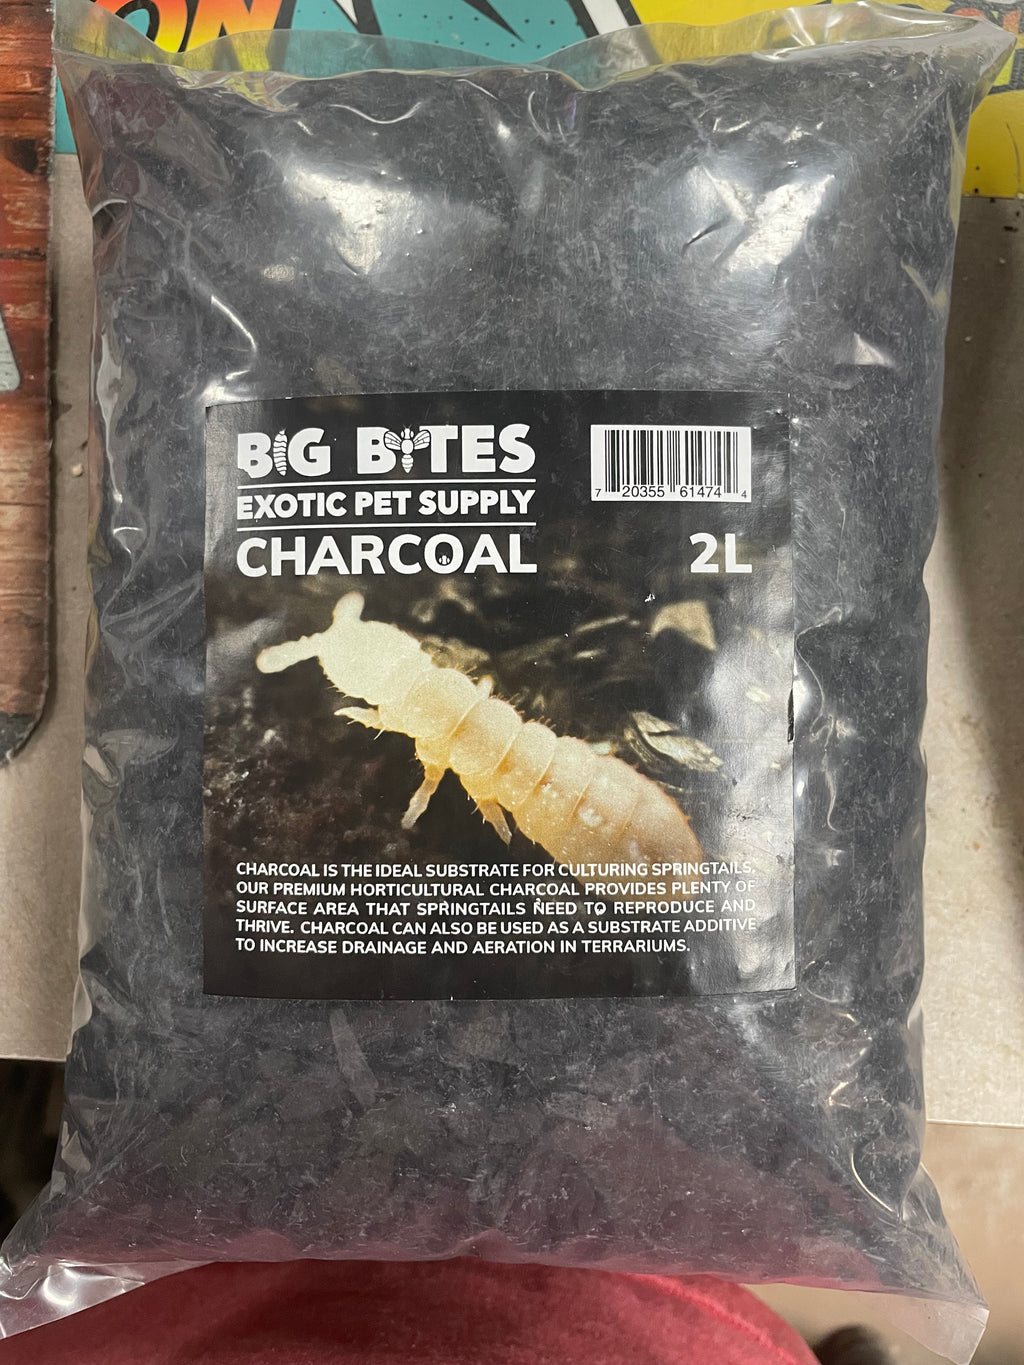 ON
BIG BYTES
EXOTIC PET SUPPLY
CHARCOAL
2L
7 20355 61474 4
CHARCOAL IS THE IDEAL SUBSTRATE FOR CULTURING SPRINGTAILS.
OUR PREMIUM HORTICULTURAL CHARCOAL PROVIDES PLENTY OF
SURFACE AREA THAT SPRINGTAILS NEED TO REPRODUCE AND
THRIVE. CHARCOAL CAN ALSO BE USED AS A SUBSTRATE ADDITIVE
TO INCREASE DRAINAGE AND AERATION IN TERRARIUMS.